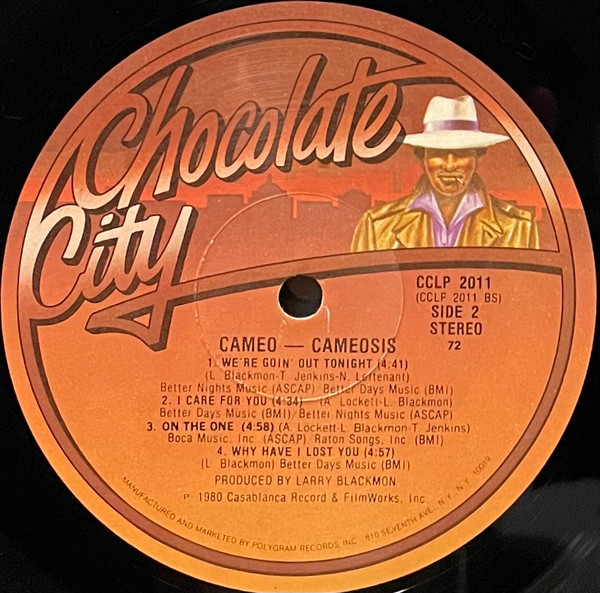 Chocolate
City
CCLP 2011
(CCLP 2011 BS)
SIDE 2
STEREO
72
CAMEO — CAMEOSIS
1. WE'RE GOIN' OUT TONIGHT (4:41)
(L. Blackmon-T. Jenkins-N. Leftenant)
Better Nights Music (ASCAP)/Better Days Music (BMI)
2. I CARE FOR YOU (4:34) (A. Lockett-L. Blackmon)
Better Days Music (BMI)/Better Nights Music (ASCAP)
3. ON THE ONE (4:58) (A. Lockett-L. Blackmon-T. Jenkins)
Boca Music, Inc. (ASCAP) Raton Songs, Inc. (BMI)
4. WHY HAVE I LOST YOU (4:57)
(L. Blackmon) Better Days Music (BMI)
PRODUCED BY LARRY BLACKMON
℗ 1980 Casablanca Record & FilmWorks, Inc.
MANUFACTURED AND MARKETED BY POLYGRAM RECORDS, INC. · 810 SEVENTH AVE., N.Y., N.Y. 10019